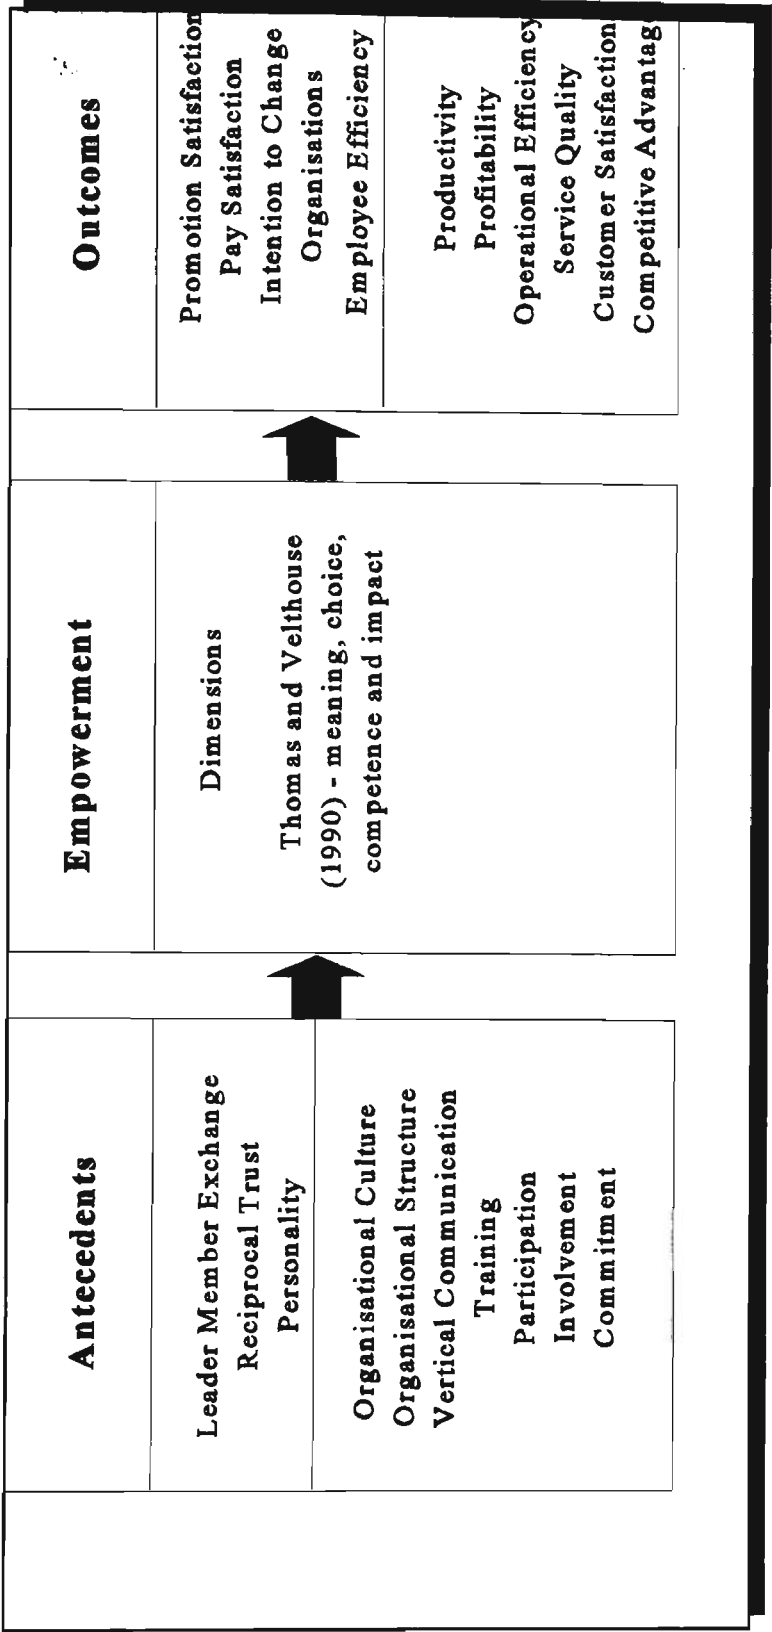 Antecedents
Leader Member Exchange
Reciprocal Trust
Personality
Organisational Culture
Organisational Structure
Vertical Communication
Training
Participation
Involvement
Commitment
Empowerment
Dimensions
Thomas and Velthouse
(1990) - meaning, choice,
competence and impact
Outcomes
Promotion Satisfaction
Pay Satisfaction
Intention to Change
Organisations
Employee Efficiency
Productivity
Profitability
Operational Efficiency
Service Quality
Customer Satisfaction
Competitive Advantag